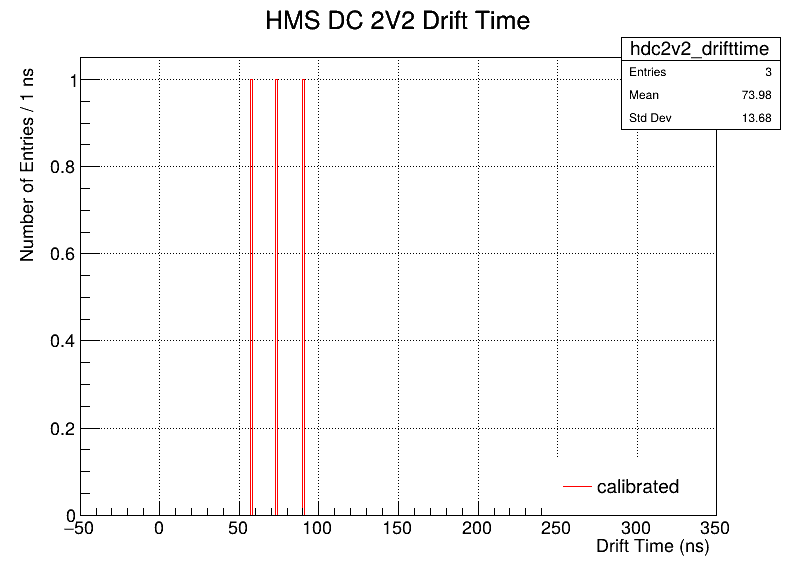 HMS DC 2V2 Drift Time
hdc2v2_drifttime
Entries 3
Mean 73.98
Std Dev 13.68
Number of Entries / 1 ns
1
0.8
0.6
0.4
0.2
0
−50 0 50 100 150 200 250 300 350
Drift Time (ns)
calibrated